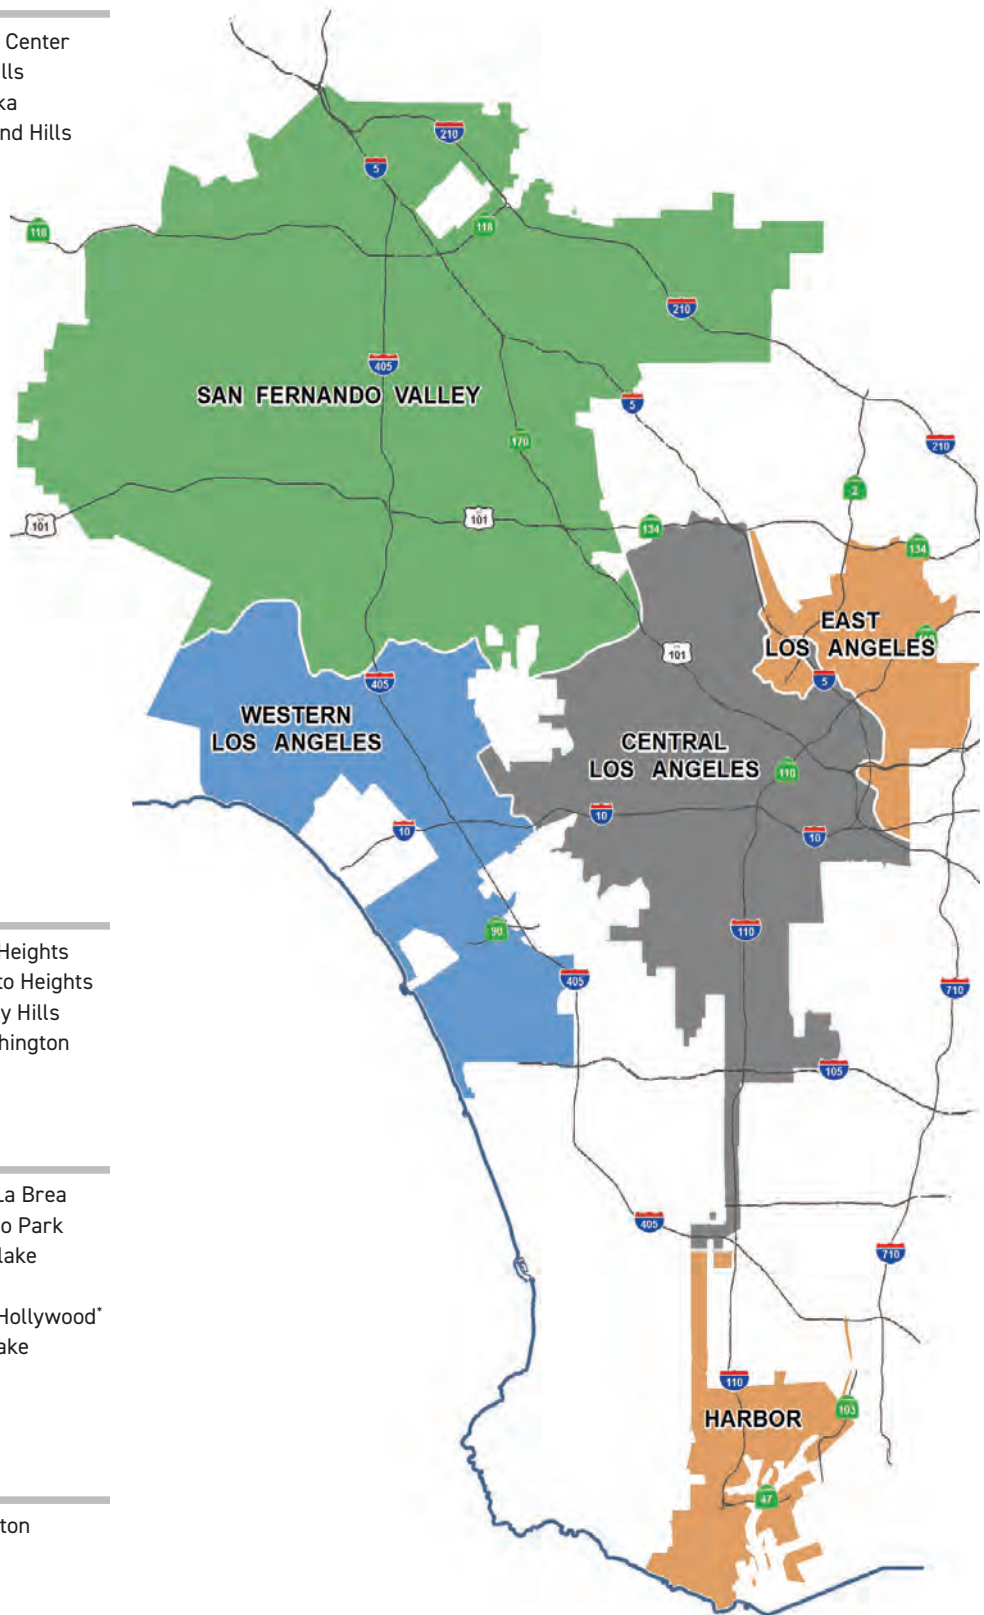 Center
lls
ka
nd Hills
210
5
118
118
210
405
SAN FERNANDO VALLEY
5
170
210
2
101
101
134
134
EAST
LOS ANGELES
101
5
405
WESTERN
LOS ANGELES
CENTRAL
LOS ANGELES
110
10
10
10
Heights
to Heights
y Hills
hington
90
110
405
710
105
La Brea
o Park
lake
Hollywood*
ake
405
710
110
103
HARBOR
47
ton